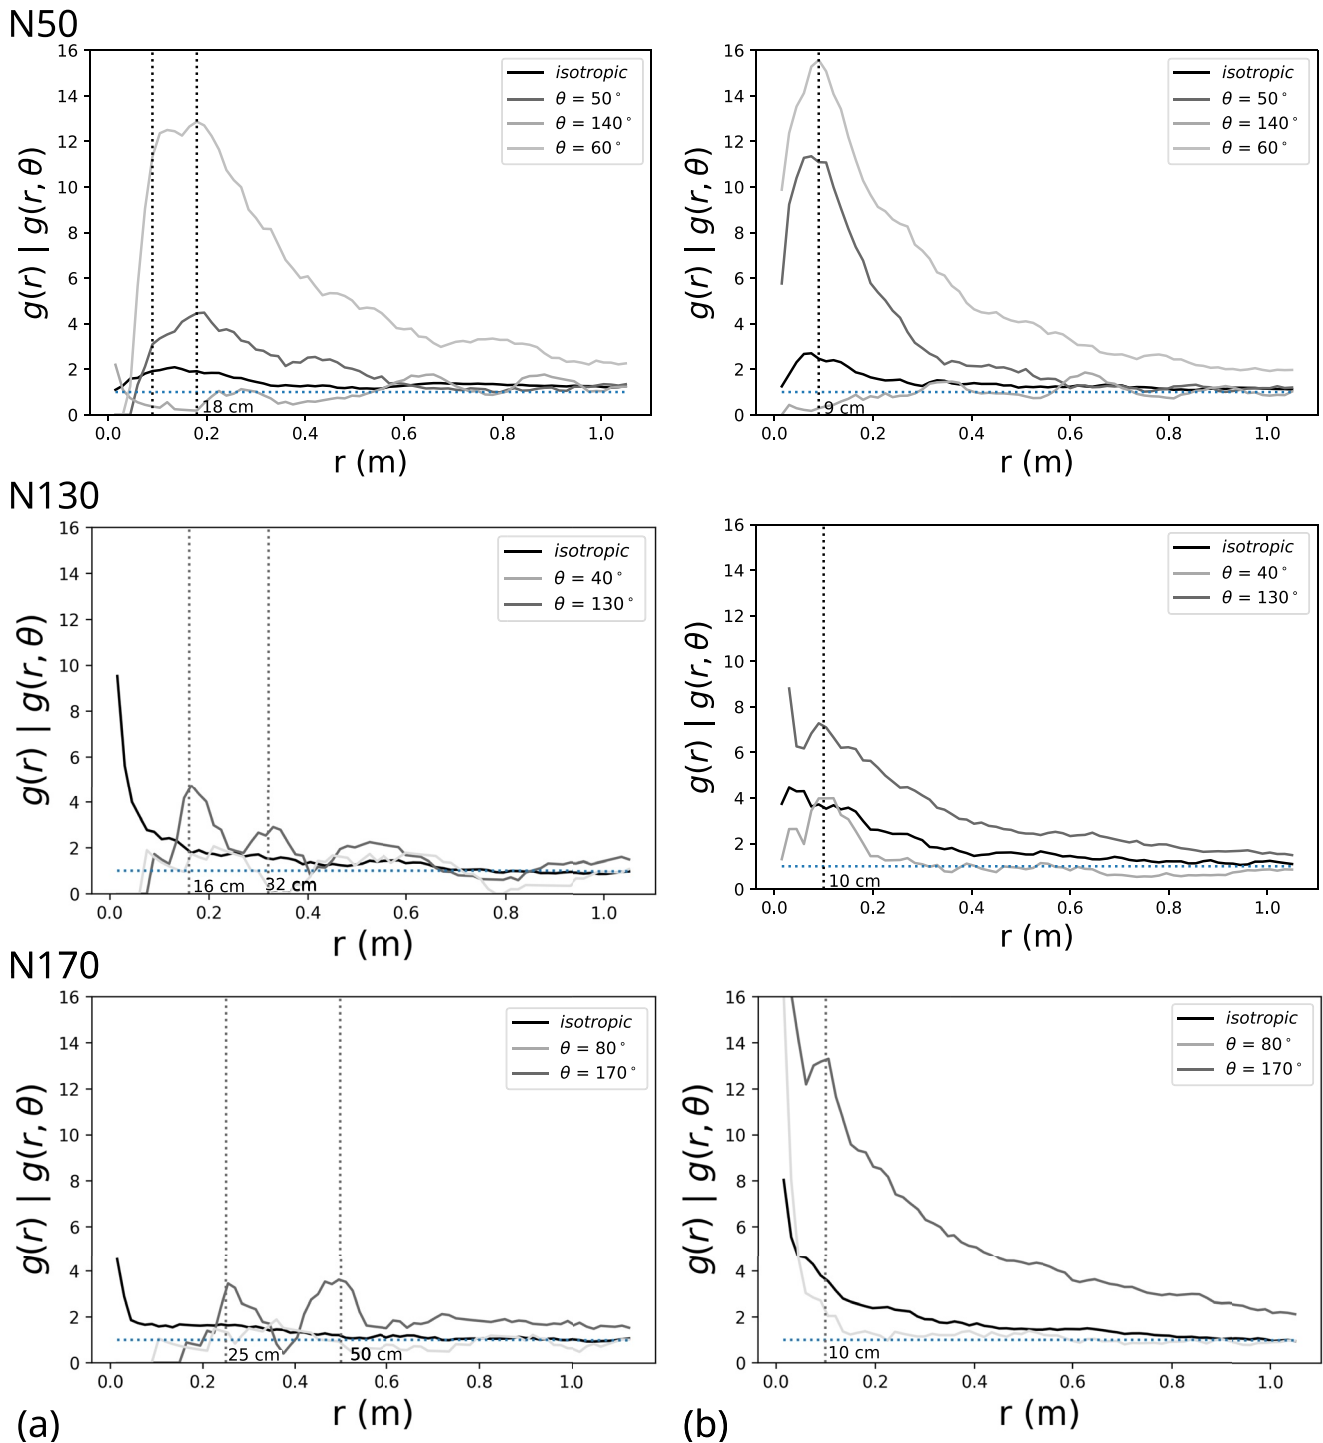 N50
16
14
12
10
8
6
4
2
0
g(r) | g(r, θ)
isotropic
θ = 50°
θ = 140°
θ = 60°
18 cm
0.0 0.2 0.4 0.6 0.8 1.0
r (m)
16
14
12
10
8
6
4
2
0
g(r) | g(r, θ)
isotropic
θ = 50°
θ = 140°
θ = 60°
9 cm
0.0 0.2 0.4 0.6 0.8 1.0
r (m)
N130
16
14
12
10
8
6
4
2
0
g(r) | g(r, θ)
isotropic
θ = 40°
θ = 130°
16 cm 32 cm
0.0 0.2 0.4 0.6 0.8 1.0
r (m)
16
14
12
10
8
6
4
2
0
g(r) | g(r, θ)
isotropic
θ = 40°
θ = 130°
10 cm
0.0 0.2 0.4 0.6 0.8 1.0
r (m)
N170
16
14
12
10
8
6
4
2
0
g(r) | g(r, θ)
isotropic
θ = 80°
θ = 170°
25 cm 50 cm
0.0 0.2 0.4 0.6 0.8 1.0
r (m)
(a)
16
14
12
10
8
6
4
2
0
g(r) | g(r, θ)
isotropic
θ = 80°
θ = 170°
10 cm
0.0 0.2 0.4 0.6 0.8 1.0
r (m)
(b)